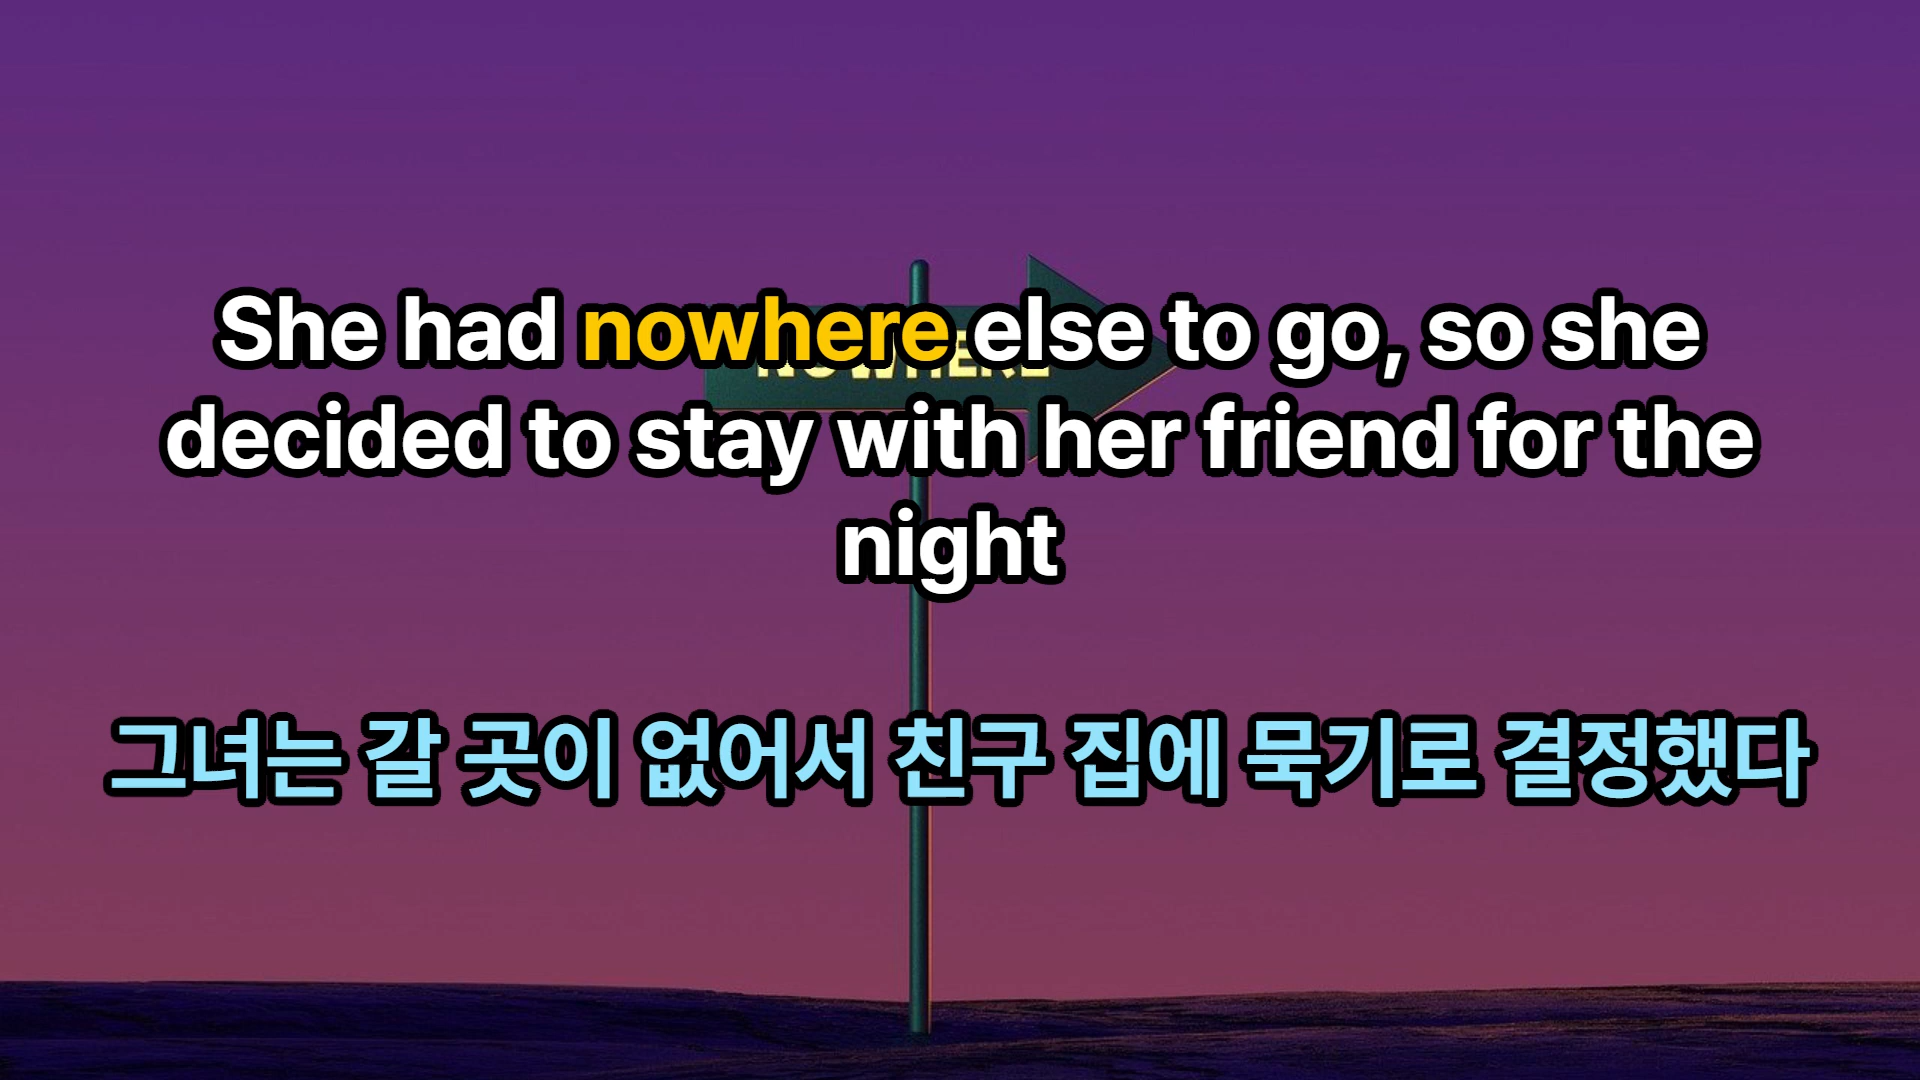 She had nowhere else to go, so she
decided to stay with her friend for the
night
그녀는 갈 곳이 없어서 친구 집에 묵기로 결정했다
NOWHERE